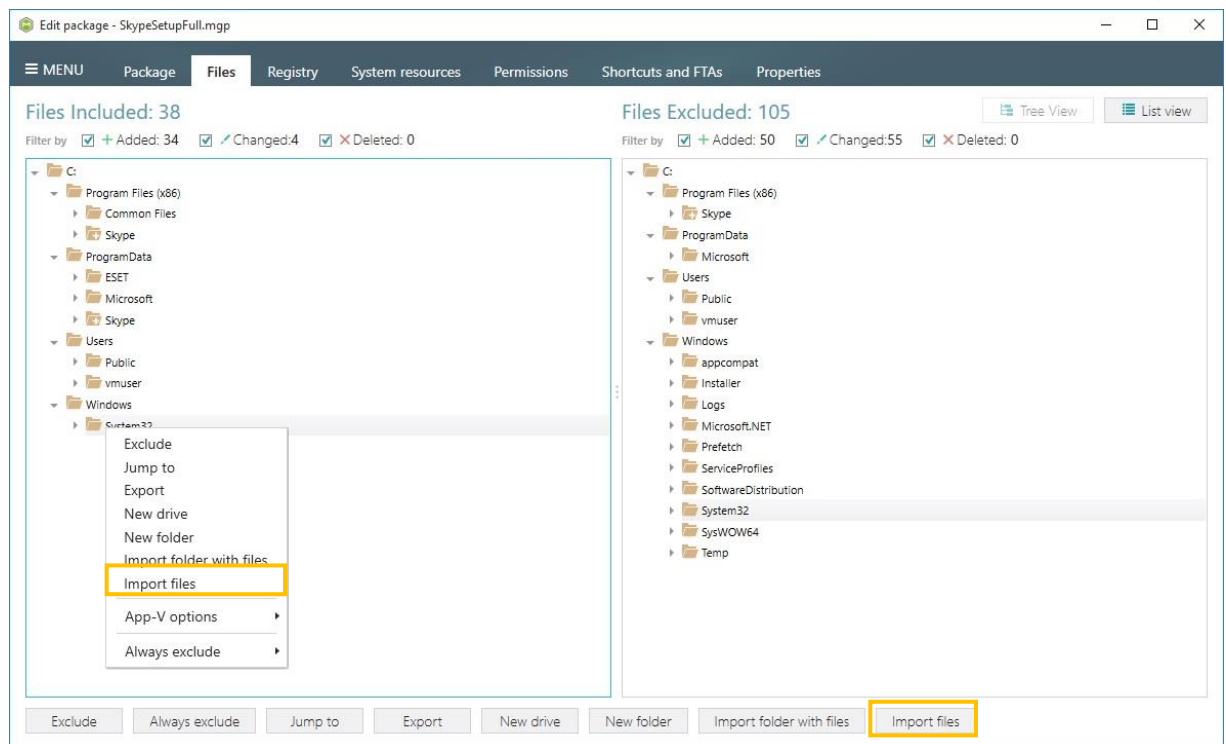 Edit package - SkypeSetupFull.mgp
MENU Package Files Registry System resources Permissions Shortcuts and FTAs Properties
Files Included: 38
Filter by Added: 34 Changed:4 Deleted: 0
C:
Program Files (x86)
Common Files
Skype
ProgramData
ESET
Microsoft
Skype
Users
Public
vmuser
Windows
System32
Exclude
Jump to
Export
New drive
New folder
Import folder with files
Import files
App-V options
Always exclude
Files Excluded: 105
Tree View List view
Filter by Added: 50 Changed:55 Deleted: 0
C:
Program Files (x86)
Skype
ProgramData
Microsoft
Users
Public
vmuser
Windows
appcompat
Installer
Logs
Microsoft.NET
Prefetch
ServiceProfiles
SoftwareDistribution
System32
SysWOW64
Temp
Exclude Always exclude Jump to Export New drive New folder Import folder with files Import files